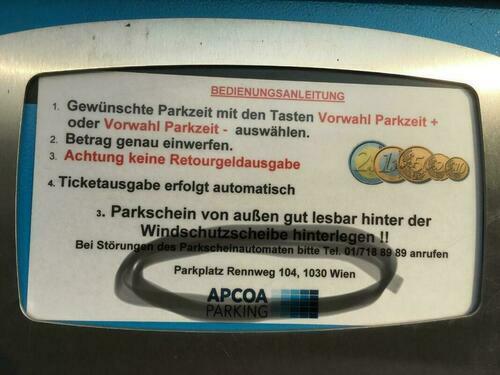 BEDIENUNGSANLEITUNG
1. Gewünschte Parkzeit mit den Tasten Vorwahl Parkzeit +
oder Vorwahl Parkzeit - auswählen.
2. Betrag genau einwerfen.
3. Achtung keine Retourgeldausgabe
4. Ticketausgabe erfolgt automatisch
3. Parkschein von außen gut lesbar hinter der
Windschutzscheibe hinterlegen !!
Bei Störungen des Parkscheinautomaten bitte Tel. 01/718 89 89 anrufen
Parkplatz Rennweg 104, 1030 Wien
APCOA
PARKING